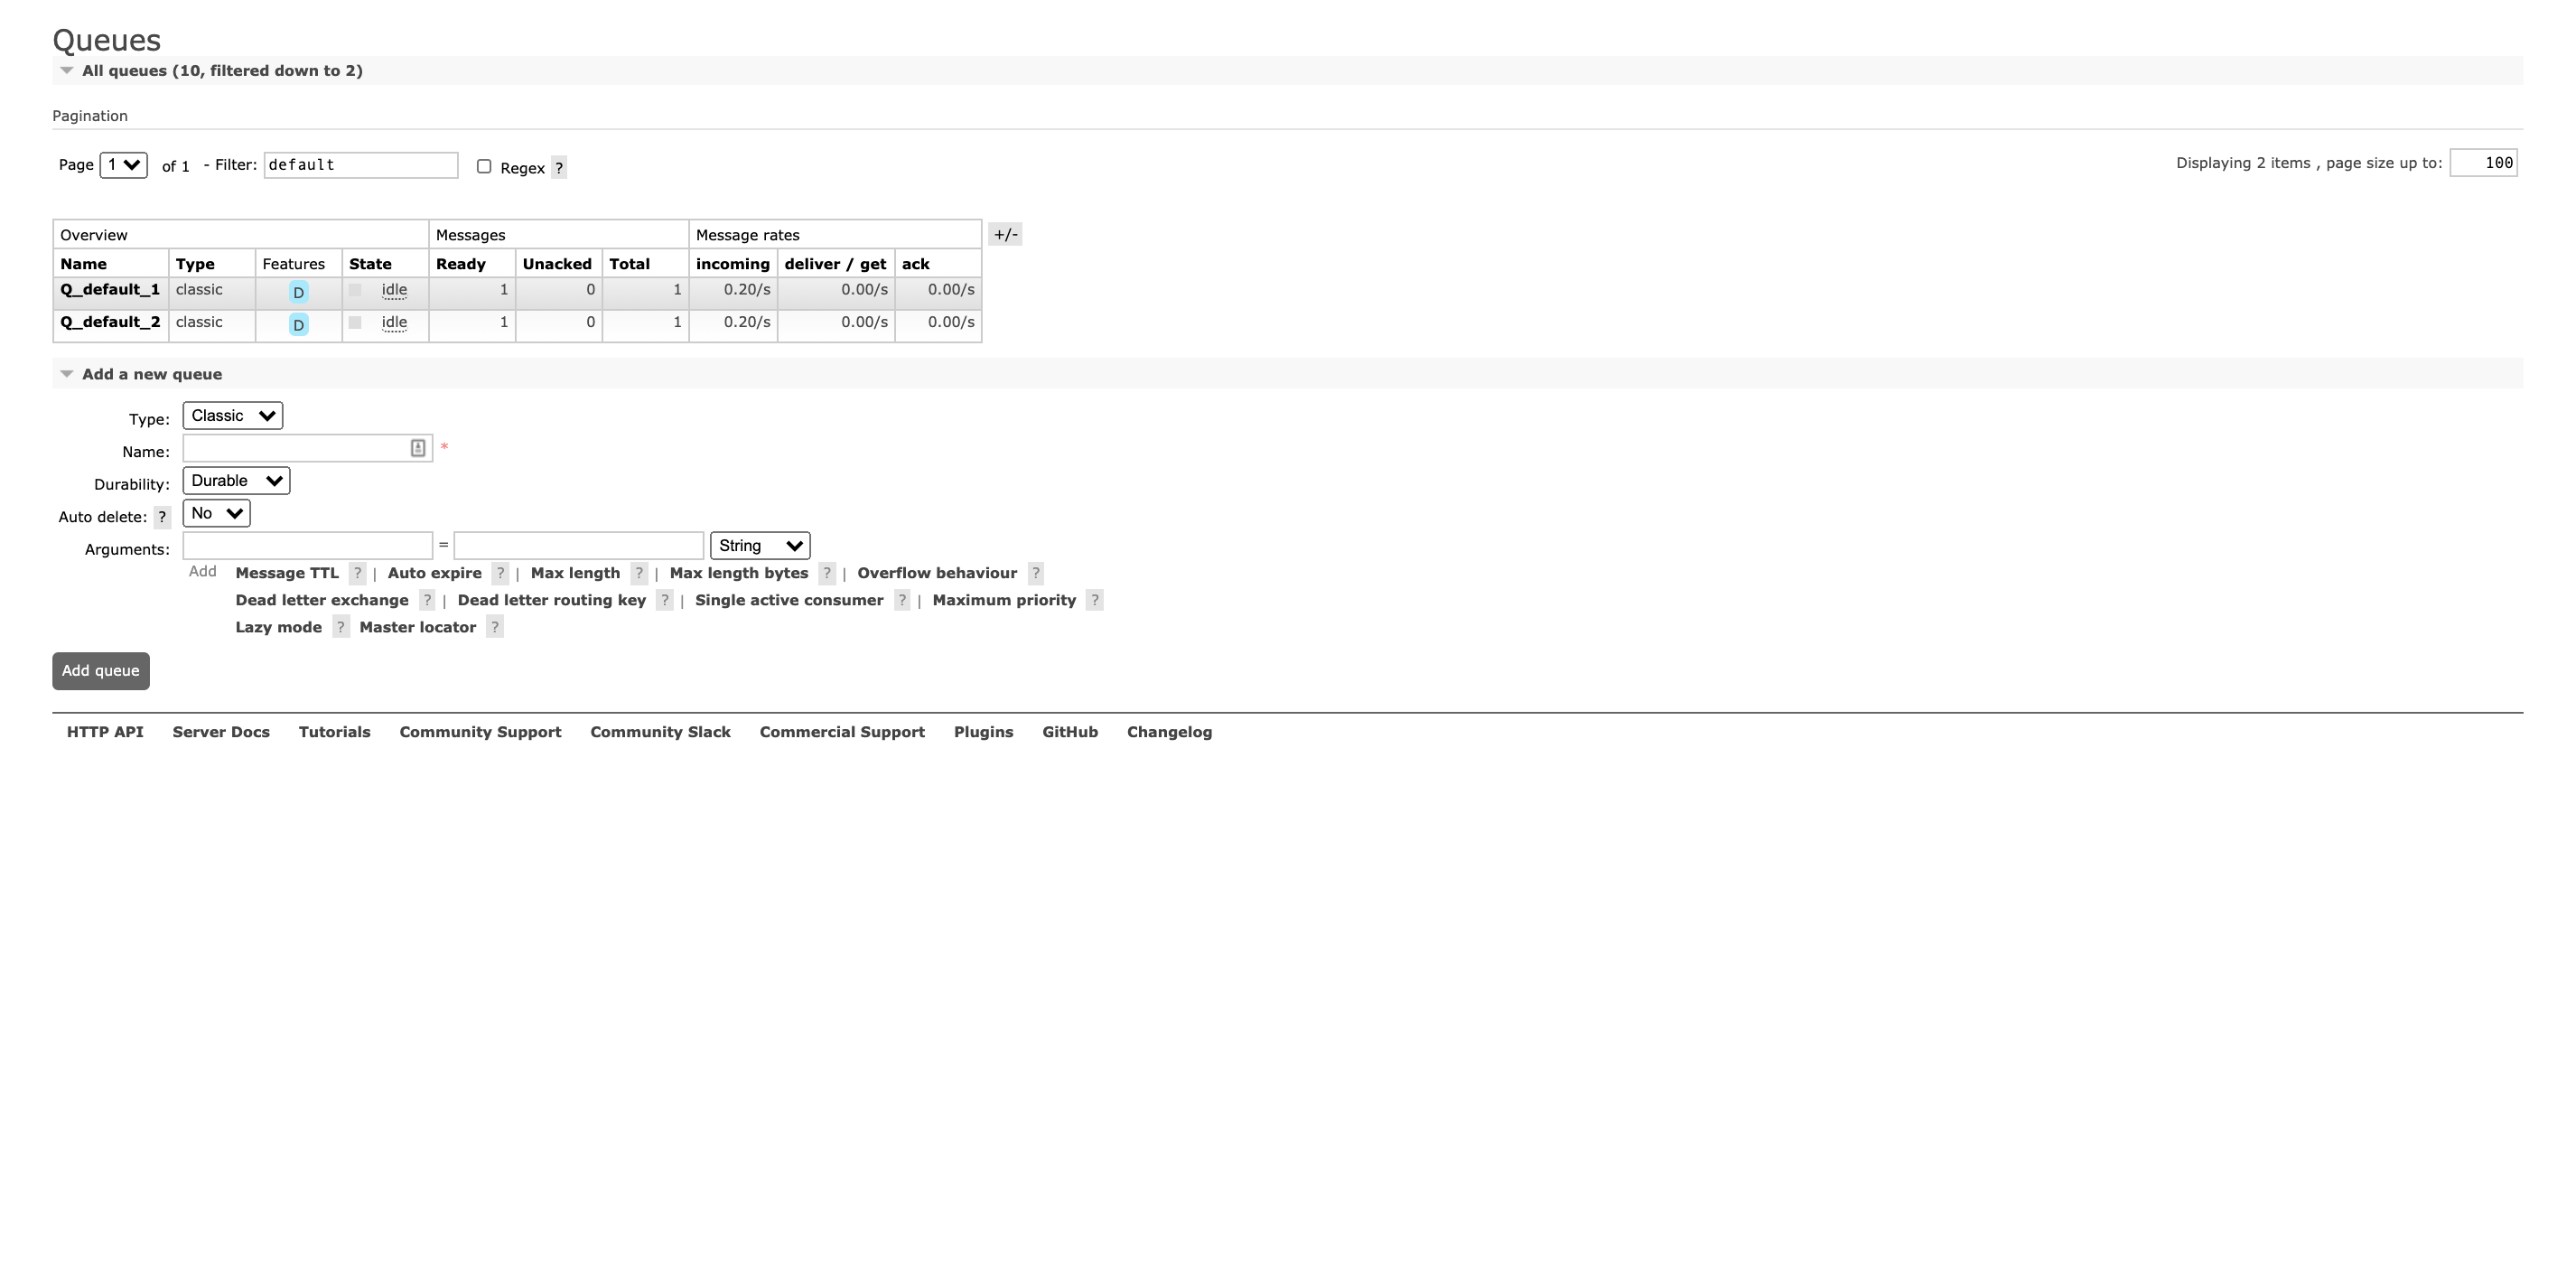 Queues
All queues (10, filtered down to 2)
Pagination
Page 1 of 1 - Filter: default Regex ? Displaying 2 items , page size up to: 100
Overview Messages Message rates +/-
Name Type Features State Ready Unacked Total incoming deliver / get ack
Q_default_1 classic D idle 1 0 1 0.20/s 0.00/s 0.00/s
Q_default_2 classic D idle 1 0 1 0.20/s 0.00/s 0.00/s
Add a new queue
Type: Classic
Name: *
Durability: Durable
Auto delete: ? No
Arguments: = String
Add Message TTL ? | Auto expire ? | Max length ? | Max length bytes ? | Overflow behaviour ?
Dead letter exchange ? | Dead letter routing key ? | Single active consumer ? | Maximum priority ?
Lazy mode ? Master locator ?
Add queue
HTTP API Server Docs Tutorials Community Support Community Slack Commercial Support Plugins GitHub Changelog